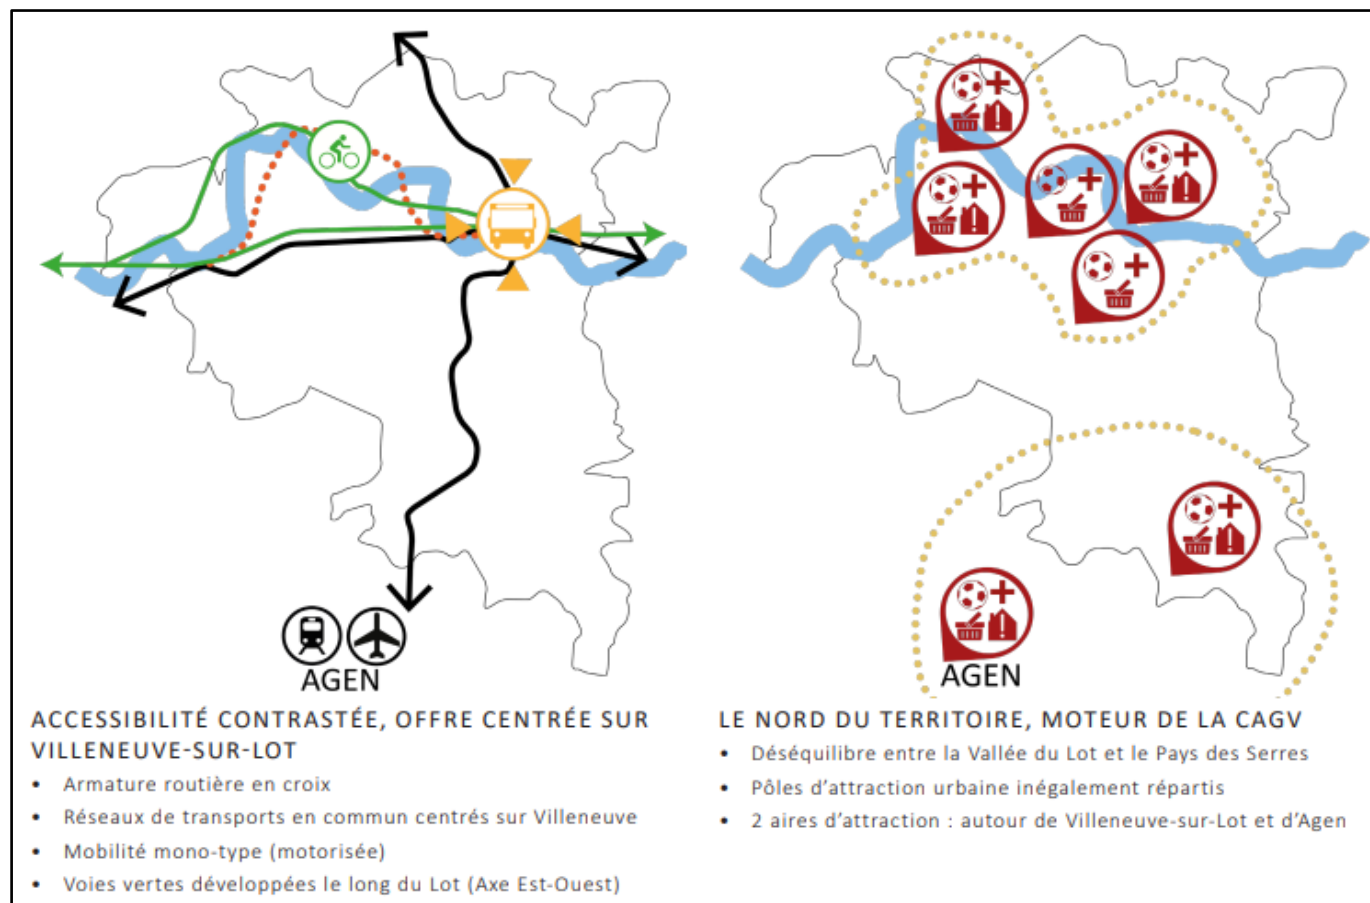 AGEN
ACCESSIBILITÉ CONTRASTÉE, OFFRE CENTRÉE SUR
VILLENEUVE-SUR-LOT
• Armature routière en croix
• Réseaux de transports en commun centrés sur Villeneuve
• Mobilité mono-type (motorisée)
• Voies vertes développées le long du Lot (Axe Est-Ouest)
AGEN
LE NORD DU TERRITOIRE, MOTEUR DE LA CAGV
• Déséquilibre entre la Vallée du Lot et le Pays des Serres
• Pôles d’attraction urbaine inégalement répartis
• 2 aires d’attraction : autour de Villeneuve-sur-Lot et d’Agen